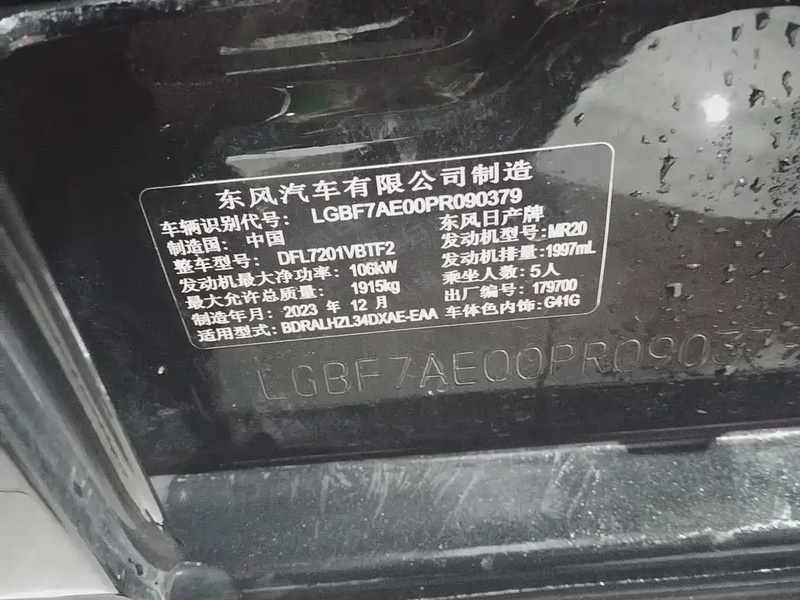 东风汽车有限公司制造
车辆识别代号: LGBF7AE00PR090379
制造国: 中国 东风日产牌
整车型号: DFL7201VBTF2 发动机型号:MR20
发动机最大净功率: 106kW 发动机排量:1997mL
最大允许总质量: 1915kg 乘坐人数:5人
制造年月: 2023 年 12 月 出厂编号: 179700
适用型式: BDRALHZL34DXAE-EAA 车体色内饰: G41G
LGBF7AE00PR09037